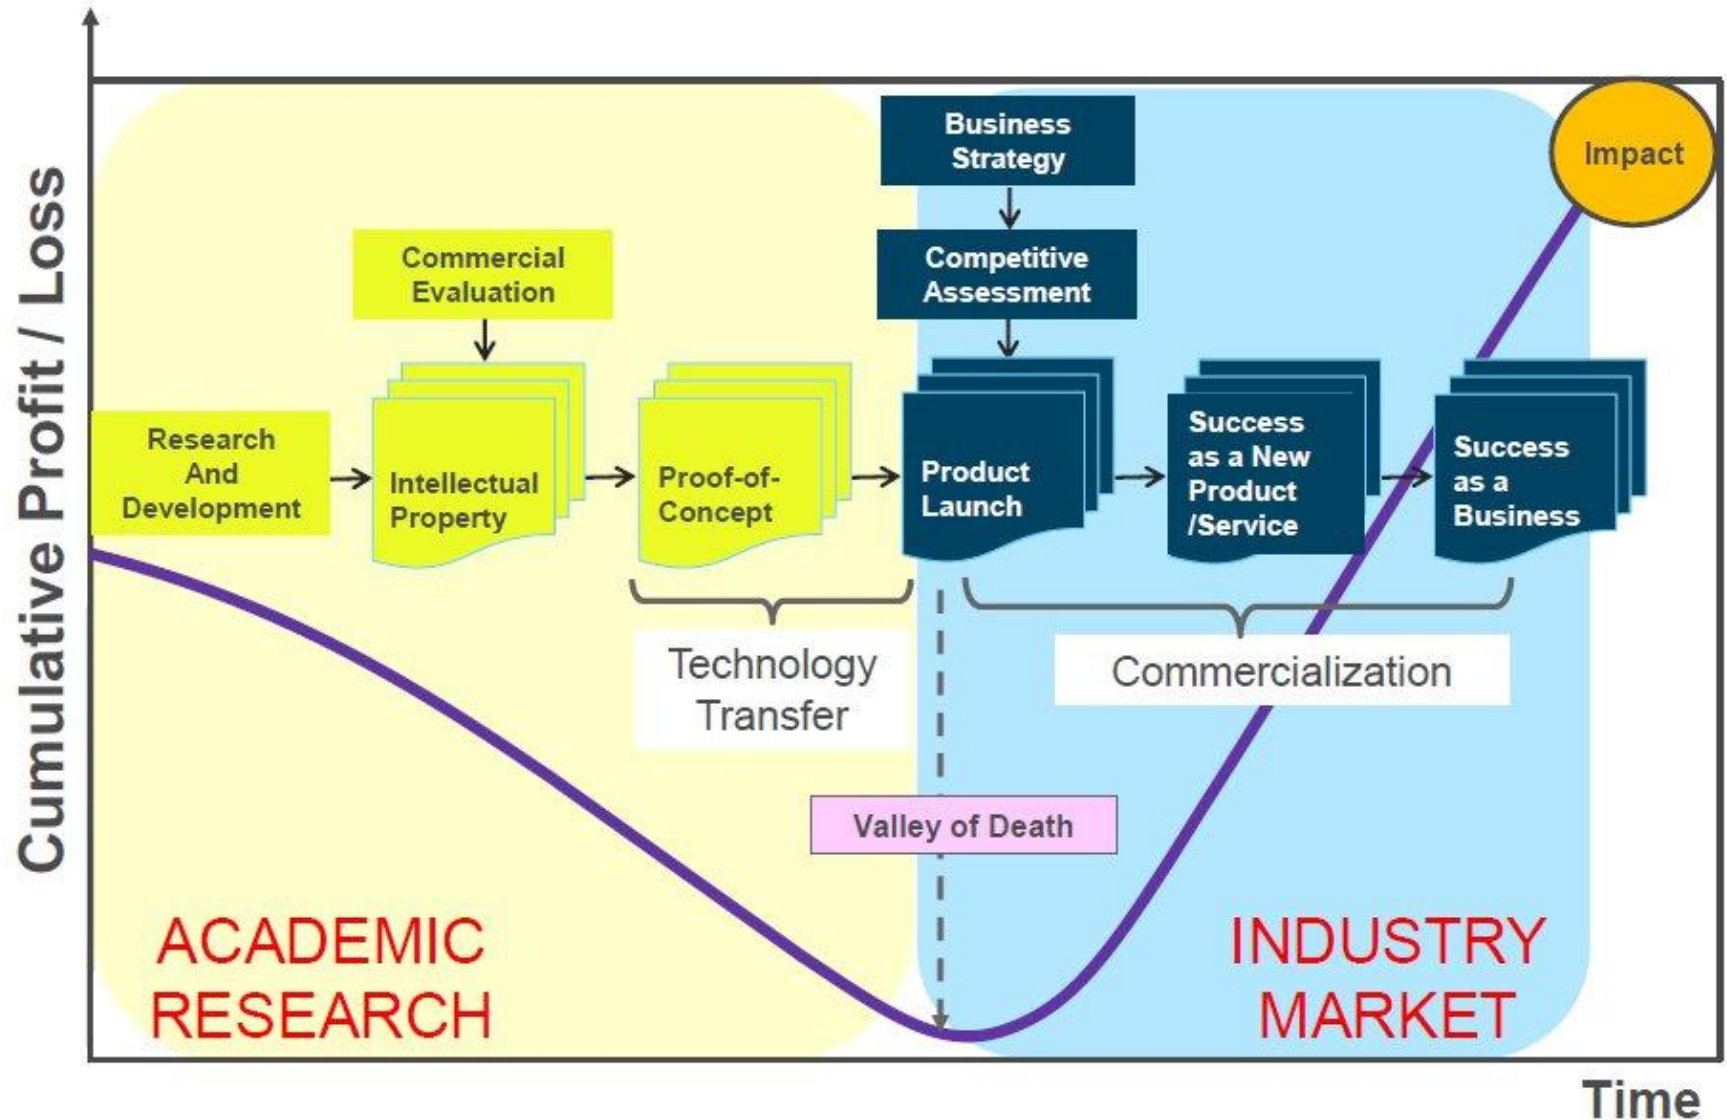 Cumulative Profit / Loss
Business
Strategy
Impact
Commercial
Evaluation
Competitive
Assessment
Research
And
Development
Intellectual
Property
Proof-of-
Concept
Product
Launch
Success
as a New
Product
/Service
Success
as a
Business
Technology
Transfer
Commercialization
Valley of Death
ACADEMIC
RESEARCH
INDUSTRY
MARKET
Time